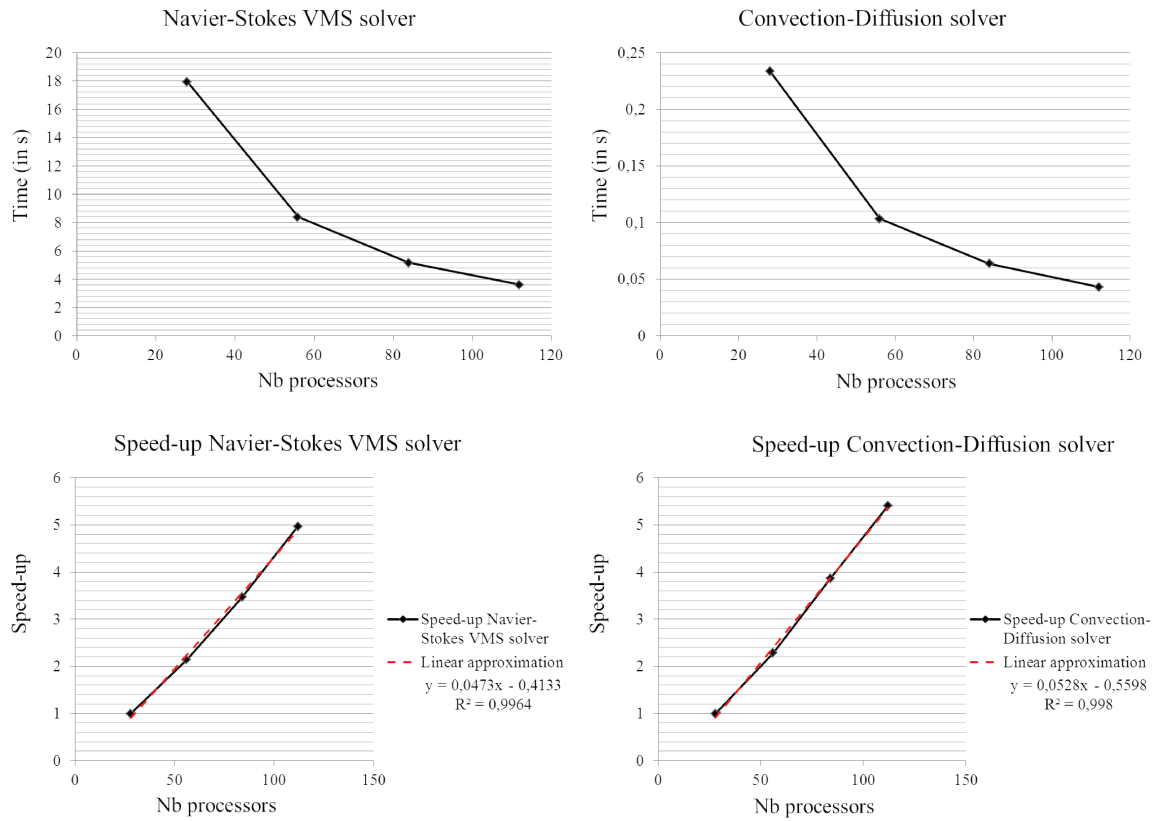 Navier-Stokes VMS solver
Time (in s)
20
18
16
14
12
10
8
6
4
2
0
0 20 40 60 80 100 120
Nb processors
Convection-Diffusion solver
Time (in s)
0,25
0,2
0,15
0,1
0,05
0
0 20 40 60 80 100 120
Nb processors
Speed-up Navier-Stokes VMS solver
Speed-up
6
5
4
3
2
1
0
0 50 100 150
Nb processors
Speed-up Navier-
Stokes VMS solver
Linear approximation
y = 0,0473x - 0,4133
R² = 0,9964
Speed-up Convection-Diffusion solver
Speed-up
6
5
4
3
2
1
0
0 50 100 150
Nb processors
Speed-up Convection-
Diffusion solver
Linear approximation
y = 0,0528x - 0,5598
R² = 0,998